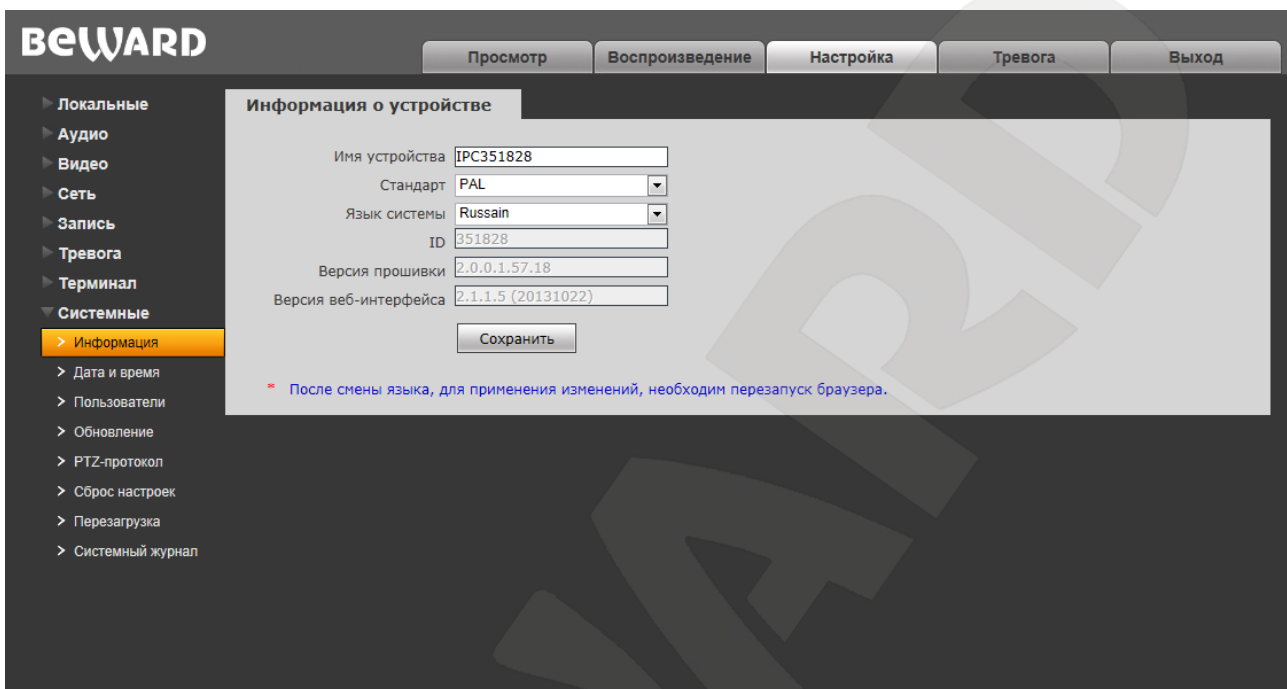 BEWARD
Просмотр Воспроизведение Настройка Тревога Выход
Локальные
Аудио
Видео
Сеть
Запись
Тревога
Терминал
Системные
Информация
Дата и время
Пользователи
Обновление
PTZ-протокол
Сброс настроек
Перезагрузка
Системный журнал
Информация о устройстве
Имя устройства IPC351828
Стандарт PAL
Язык системы Russain
ID 351828
Версия прошивки 2.0.0.1.57.18
Версия веб-интерфейса 2.1.1.5 (20131022)
Сохранить
* После смены языка, для применения изменений, необходим перезапуск браузера.
ARD